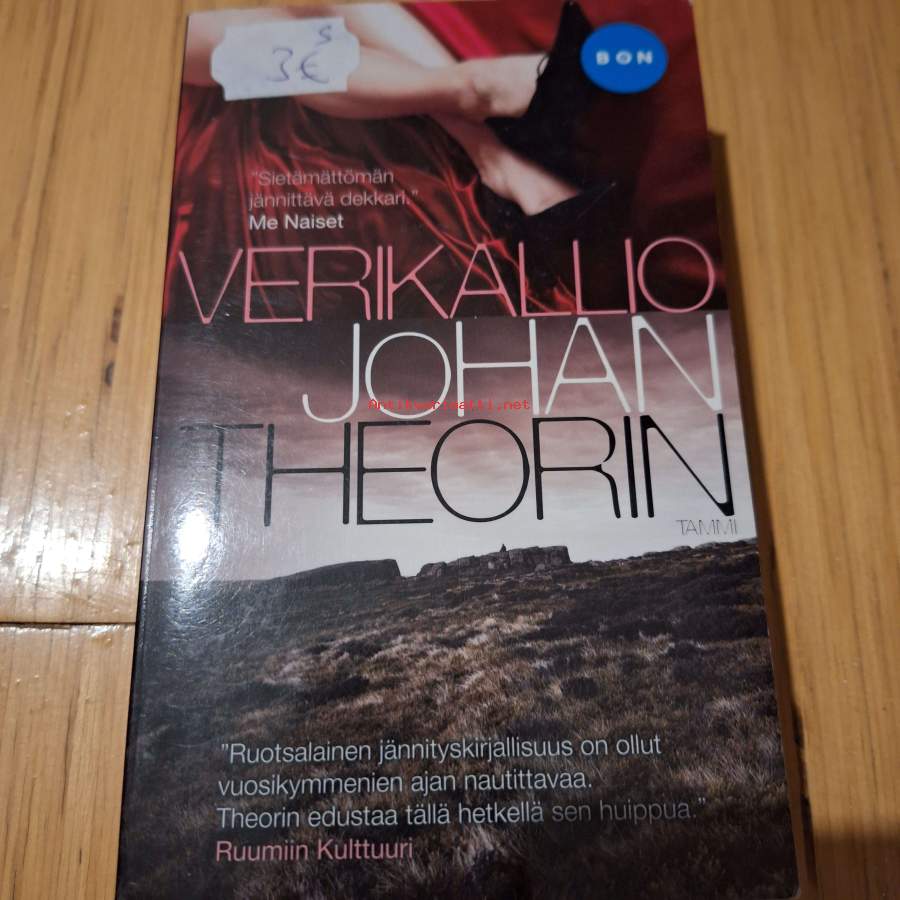 S
3€
BON
"Sietämättömän
jännittävä dekkari."
Me Naiset
VERIKALLIO
JOHAN
Antikvariaatti.net
THEORIN
TAMMI
"Ruotsalainen jännityskirjallisuus on ollut
vuosikymmenien ajan nautittavaa.
Theorin edustaa tällä hetkellä sen huippua."
Ruumiin Kulttuuri